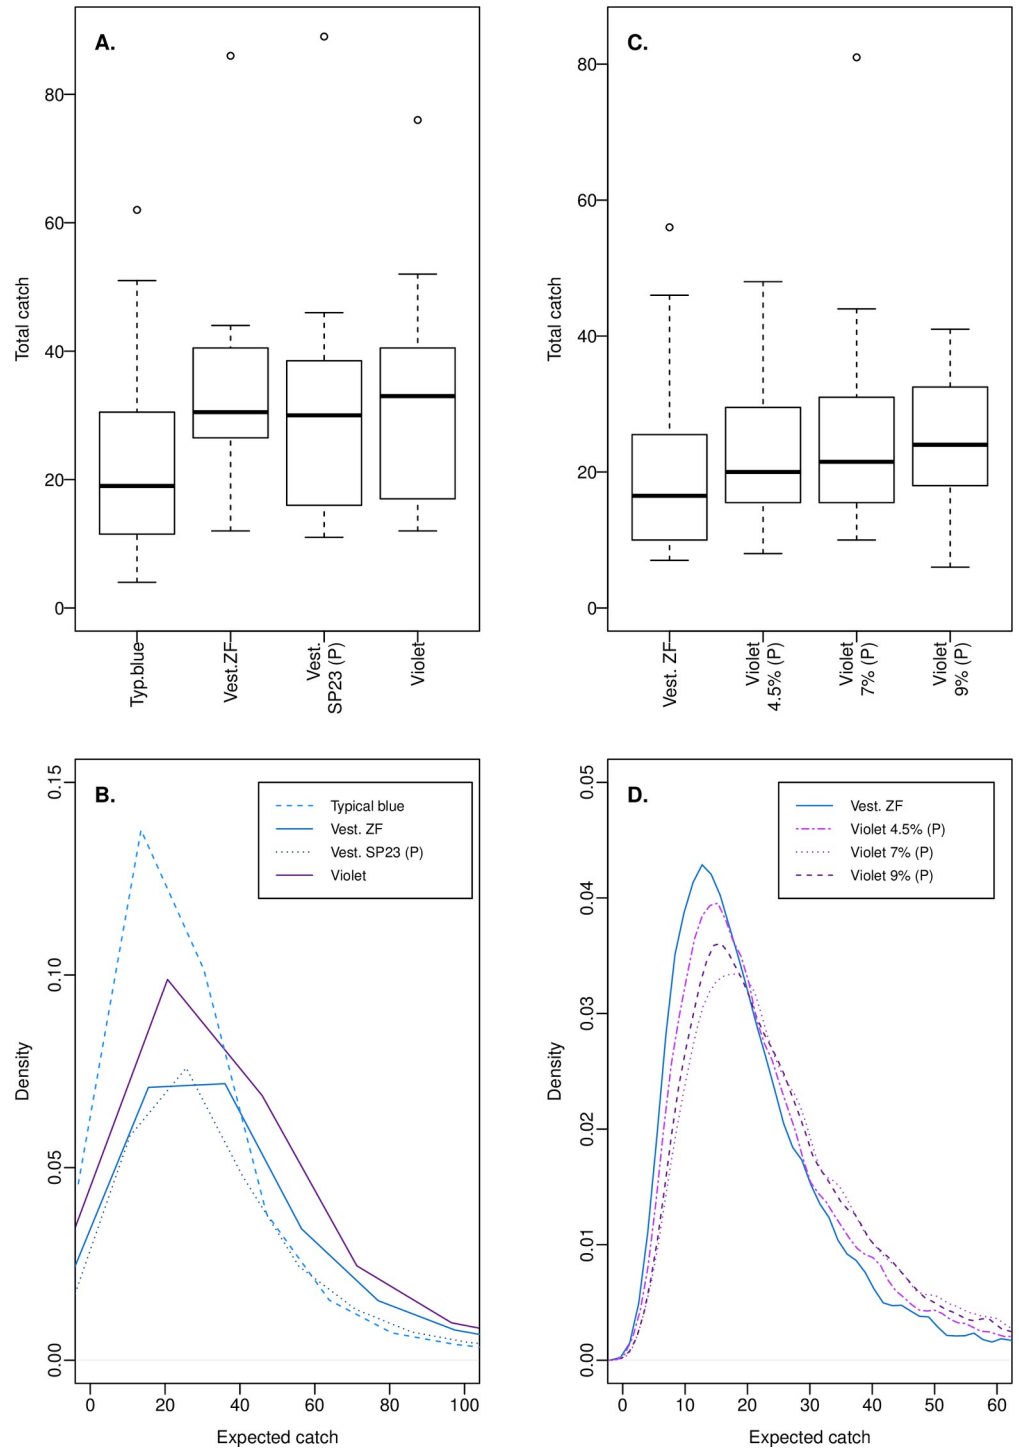 A.
Total catch
80
60
40
20
0
Typ.blue
Vest.ZF
Vest.
SP23 (P)
Violet
C.
Total catch
80
60
40
20
0
Vest. ZF
Violet
4.5% (P)
Violet
7% (P)
Violet
9% (P)
B.
Density
0.15
0.10
0.05
0.00
Typical blue
Vest. ZF
Vest. SP23 (P)
Violet
0 20 40 60 80 100
Expected catch
D.
Density
0.05
0.04
0.03
0.02
0.01
0.00
Vest. ZF
Violet 4.5% (P)
Violet 7% (P)
Violet 9% (P)
0 10 20 30 40 50 60
Expected catch